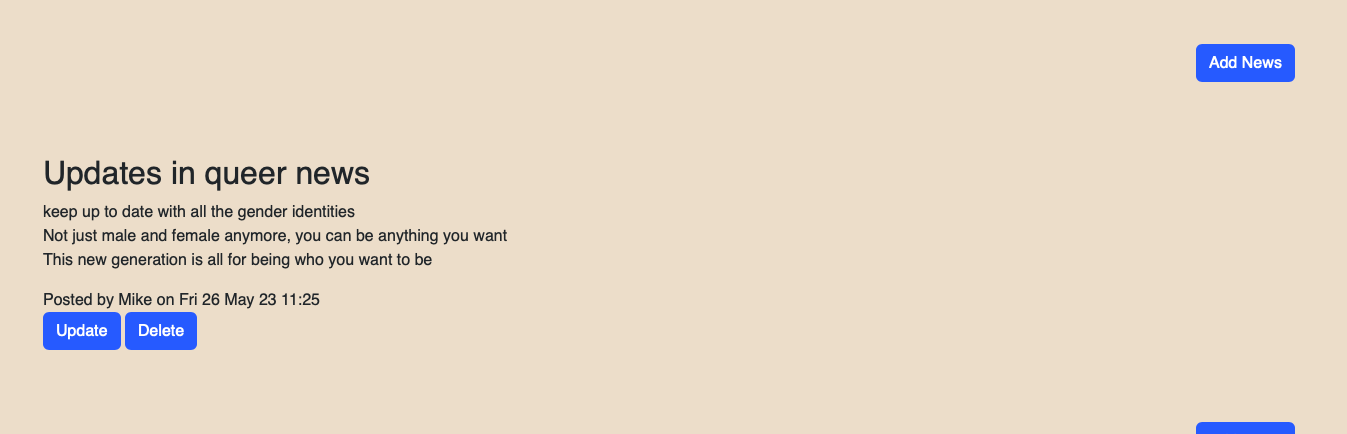 Add News
Updates in queer news
keep up to date with all the gender identities
Not just male and female anymore, you can be anything you want
This new generation is all for being who you want to be
Posted by Mike on Fri 26 May 23 11:25
Update Delete